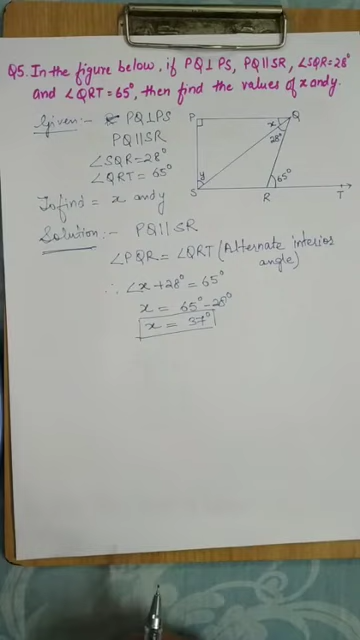 Q5. In the figure below, if PQ⊥PS, PQ||SR, ∠SQR=28°
and ∠QRT=65°, then find the values of x and y.
Given:- PQ⊥PS
PQ||SR
∠SQR=28°
∠QRT=65°
To find = x and y
P
Q
x
28°
y
65°
S
R
T
Solution:- PQ||SR
∠PQR=∠QRT (Alternate interior
angle)
∴ ∠x+28°=65°
x = 65°-28°
x = 37°